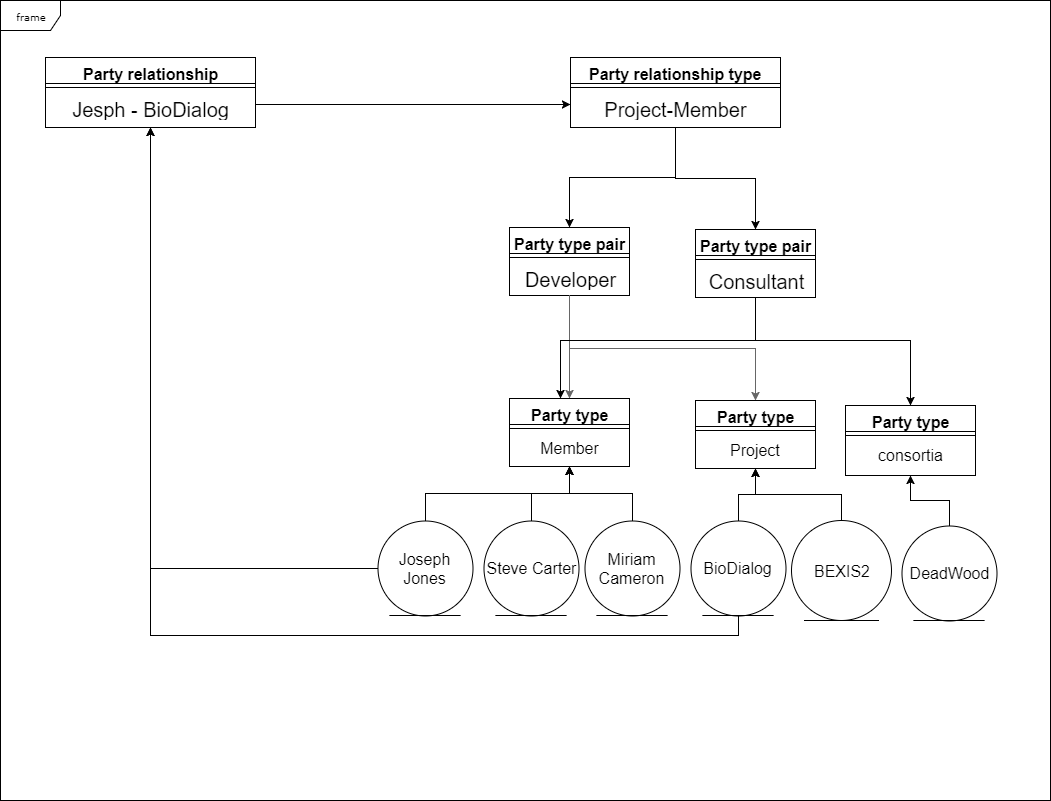 frame
Party relationship
Jesph - BioDialog
Party relationship type
Project-Member
Party type pair
Developer
Party type pair
Consultant
Party type
Member
Party type
Project
Party type
consortia
Joseph
Jones
Steve Carter
Miriam
Cameron
BioDialog
BEXIS2
DeadWood